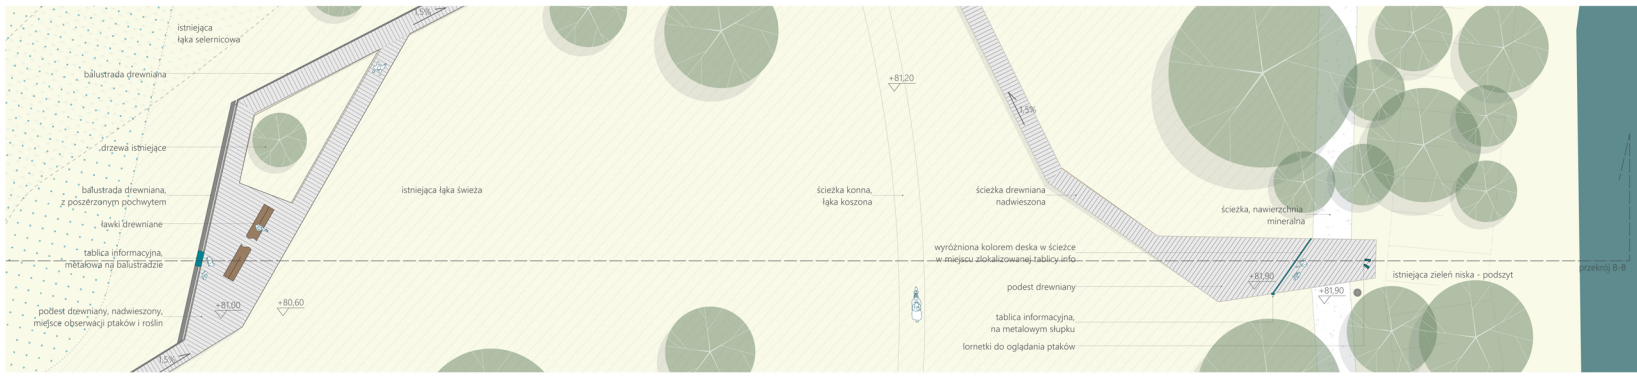 1,5%
istniejąca
łąka selernicowa
balustrada drewniana
drzewa istniejące
balustrada drewniana,
z poszerzonym pochwytem
ławki drewniane
tablica informacyjna,
metalowa na balustradzie
podest drewniany, nadwieszony,
miejsce obserwacji ptaków i roślin
+81,00
+80,60
1,5%
istniejąca łąka świeża
+81,20
ścieżka konna,
łąka koszona
1,5%
ścieżka drewniana
nadwieszona
wyróżniona kolorem deska w ścieżce
w miejscu zlokalizowanej tablicy info
podest drewniany
tablica informacyjna,
na metalowym słupku
lornetki do oglądania ptaków
ścieżka, nawierzchnia
mineralna
+81,90
+81,90
istniejąca zieleń niska - podszyt
przekrój B-B